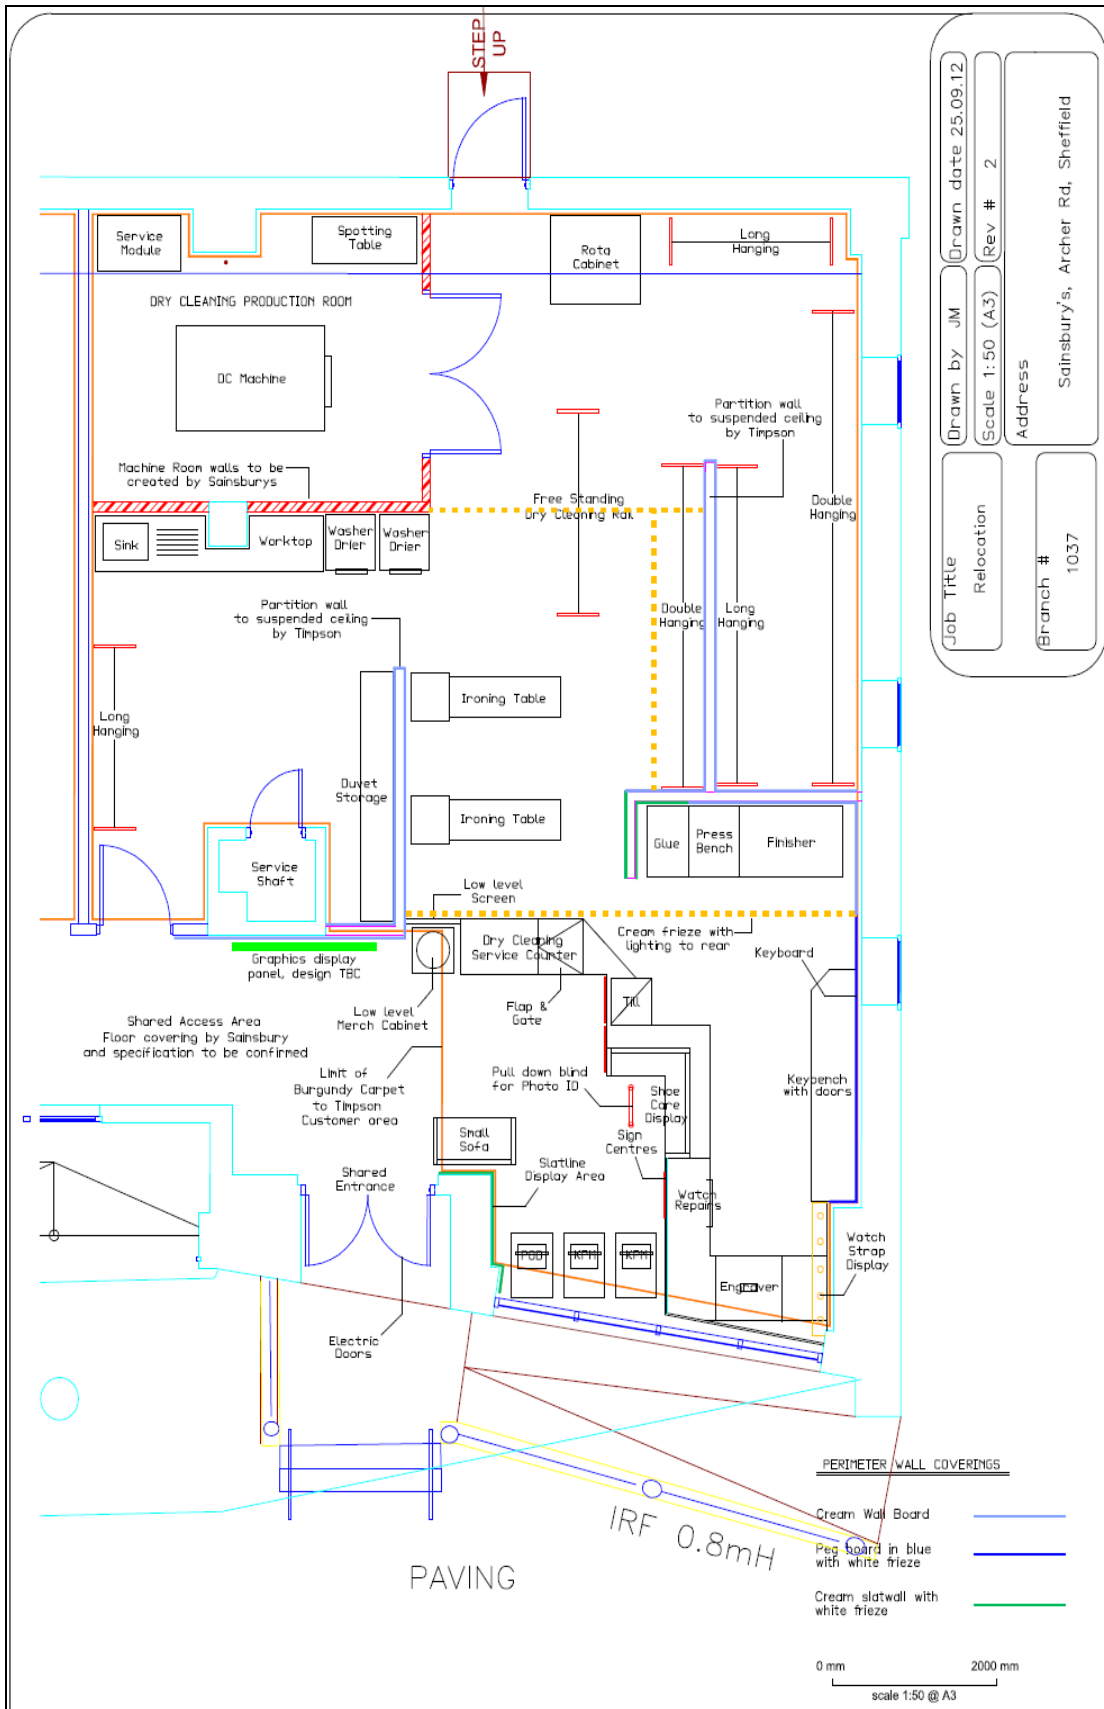 STEP
UP
Drawn date 25.09.12
Rev # 2
Drawn by JM
Scale 1:50 (A3)
Address
Sainsbury's, Archer Rd, Sheffield
Job Title
Relocation
Branch #
1037
Service
Module
Spotting
Table
Rota
Cabinet
Long
Hanging
DRY CLEANING PRODUCTION ROOM
DC Machine
Partition wall
to suspended ceiling
by Timpson
Machine Room walls to be
created by Sainsburys
Free Standing
Dry Cleaning Rail
Double
Hanging
Sink
Worktop
Washer
Drier
Washer
Drier
Partition wall
to suspended ceiling
by Timpson
Double
Hanging
Long
Hanging
Ironing Table
Long
Hanging
Duvet
Storage
Ironing Table
Glue
Press
Bench
Finisher
Service
Shaft
Low level
Screen
Cream frieze with
lighting to rear
Dry Cleaning
Service Counter
Keyboard
Graphics display
panel, design TBC
Flap &
Gate
Till
Low level
Merch Cabinet
Shared Access Area
Floor covering by Sainsbury
and specification to be confirmed
Limit of
Burgundy Carpet
to Timpson
Customer area
Pull down blind
for Photo ID
Shoe
Care
Display
Keybench
with doors
Small
Sofa
Sign
Centres
Slatline
Display Area
Shared
Entrance
Watch
Repairs
Watch
Strap
Display
POD
KPM
KPM
Engraver
Electric
Doors
IRF 0.8mH
PAVING
PERIMETER WALL COVERINGS
Cream Wall Board
Peg board in blue
with white frieze
Cream slatwall with
white frieze
0 mm
2000 mm
scale 1:50 @ A3